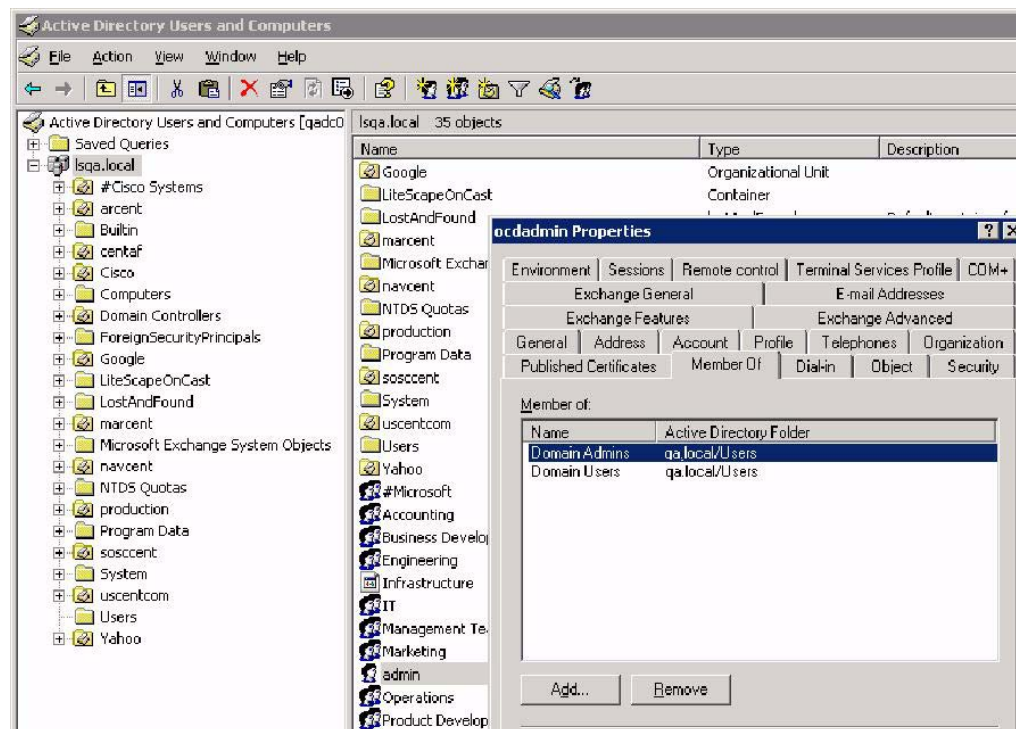 Active Directory Users and Computers
File Action View Window Help
Active Directory Users and Computers [qadc0
Saved Queries
lsqa.local
#Cisco Systems
arcent
Builtin
centaf
Cisco
Computers
Domain Controllers
ForeignSecurityPrincipals
Google
LiteScapeOnCast
LostAndFound
marcent
Microsoft Exchange System Objects
navcent
NTDS Quotas
production
Program Data
sosccent
System
uscentcom
Users
Yahoo
lsqa.local 35 objects
Name Type Description
Google Organizational Unit
LiteScapeOnCast Container
LostAndFound
marcent
Microsoft Exchan
navcent
NTDS Quotas
production
Program Data
sosccent
System
uscentcom
Users
Yahoo
#Microsoft
Accounting
Business Develo
Engineering
Infrastructure
IT
Management Te
Marketing
admin
Operations
Product Develop
ocdadmin Properties
Environment Sessions Remote control Terminal Services Profile COM+
Exchange General E-mail Addresses
Exchange Features Exchange Advanced
General Address Account Profile Telephones Organization
Published Certificates Member Of Dial-in Object Security
Member of:
Name Active Directory Folder
Domain Admins qa.local/Users
Domain Users qa.local/Users
Add... Remove